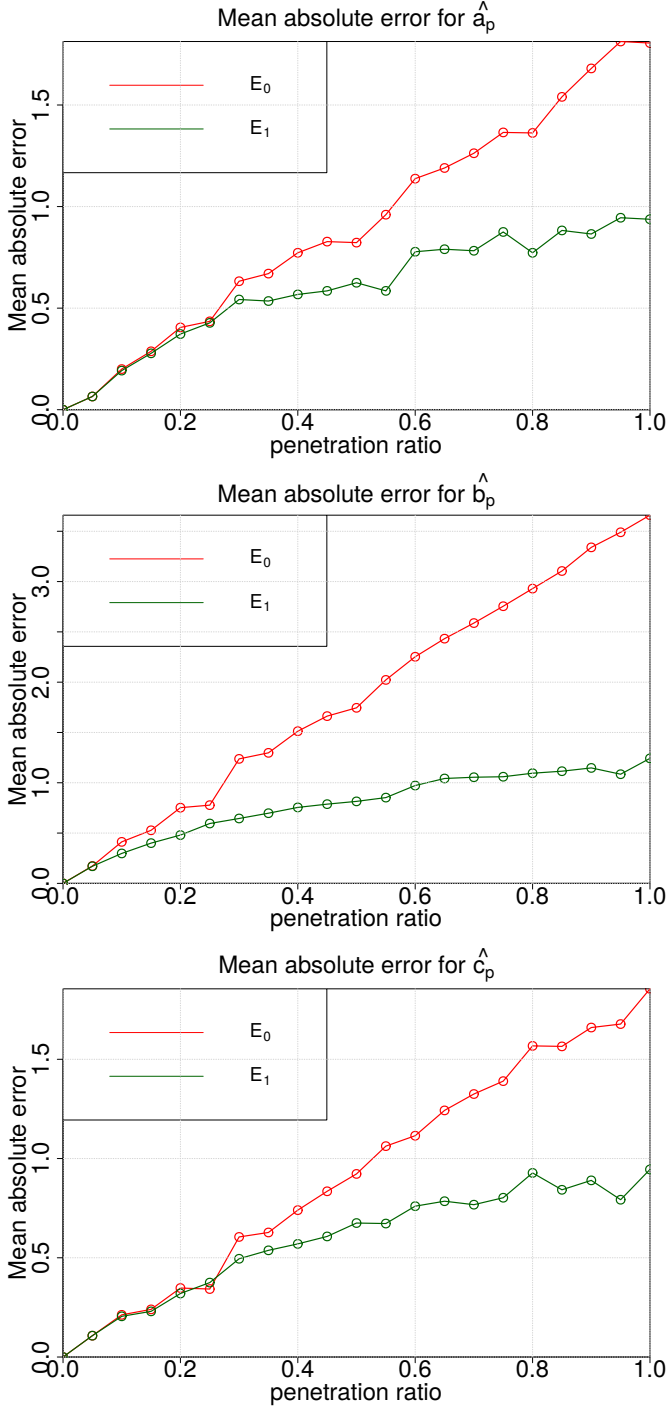 Mean absolute error for â_p
E₀
E₁
Mean absolute error
0.0 0.5 1.0 1.5
0.0 0.2 0.4 0.6 0.8 1.0
penetration ratio
Mean absolute error for b̂_p
E₀
E₁
Mean absolute error
0.0 1.0 2.0 3.0
0.0 0.2 0.4 0.6 0.8 1.0
penetration ratio
Mean absolute error for ĉ_p
E₀
E₁
Mean absolute error
0.0 0.5 1.0 1.5
0.0 0.2 0.4 0.6 0.8 1.0
penetration ratio